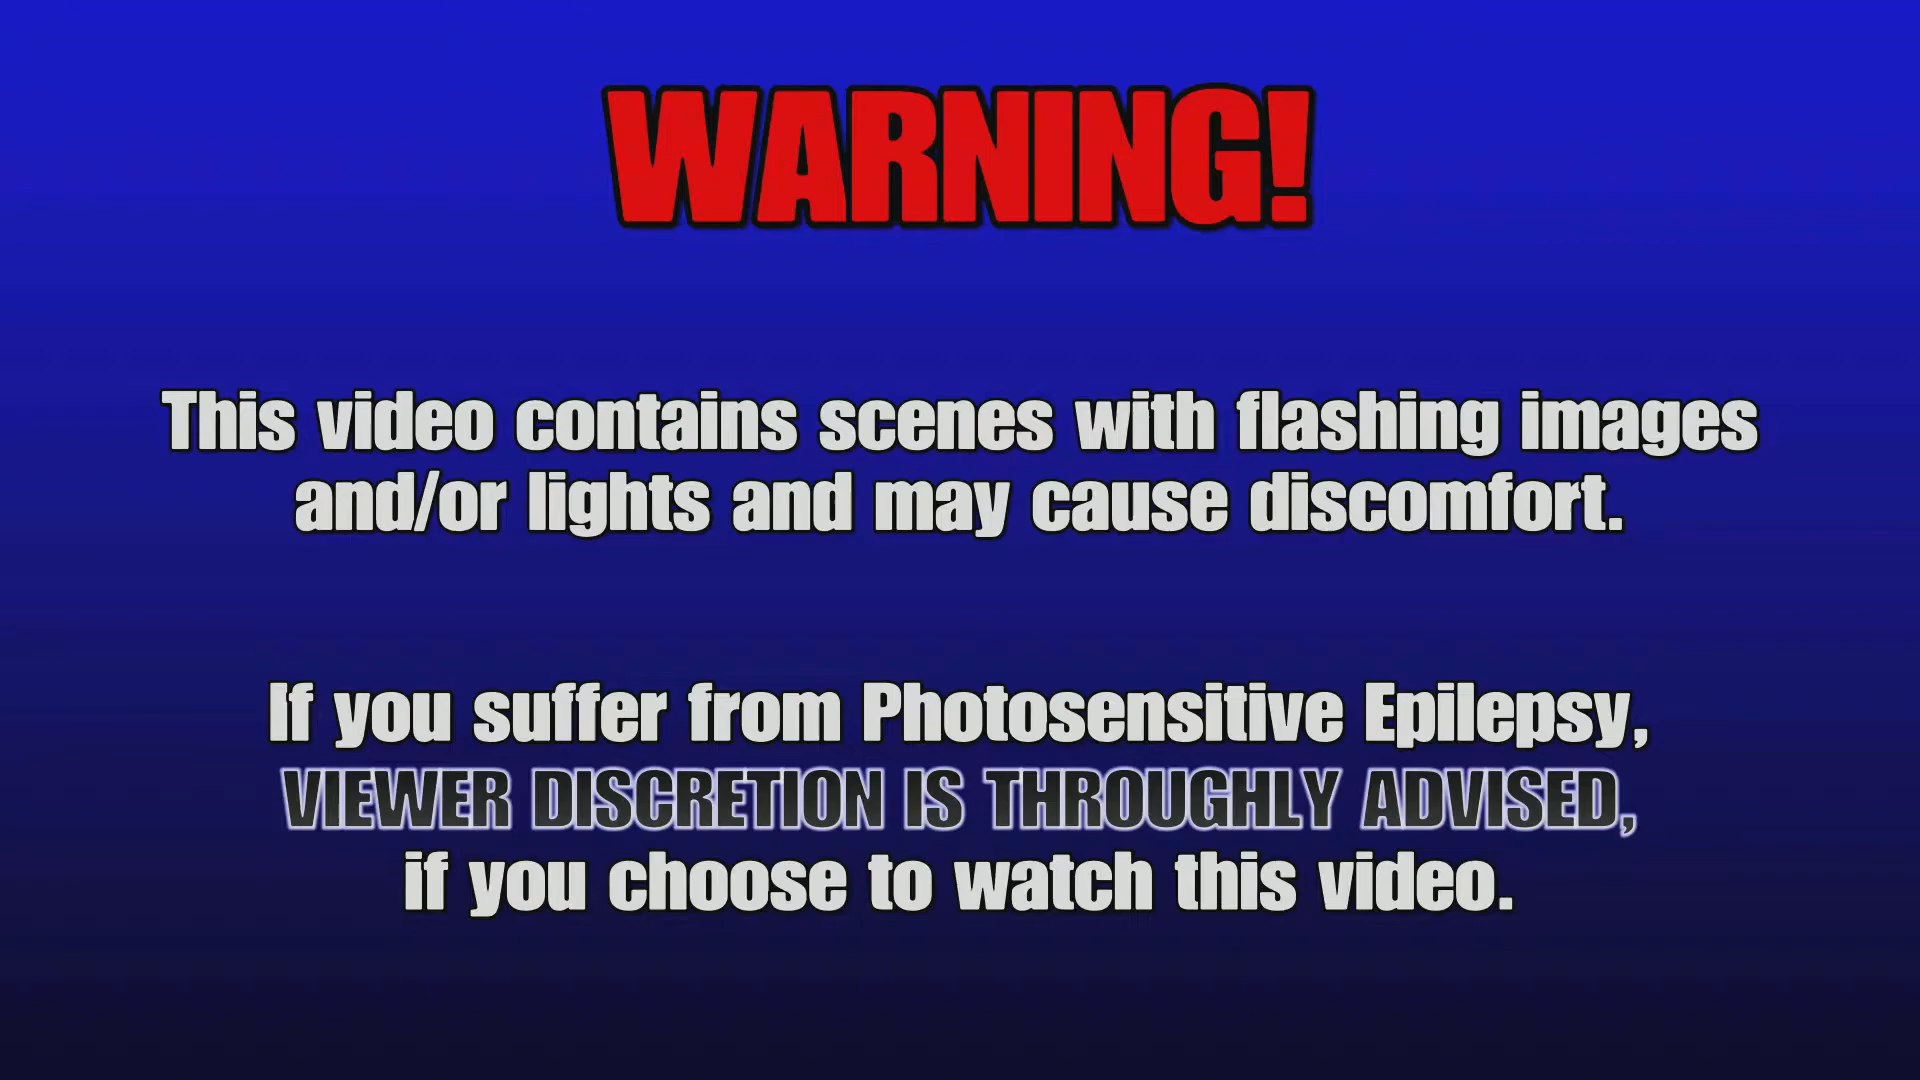 WARNING!
This video contains scenes with flashing images
and/or lights and may cause discomfort.
If you suffer from Photosensitive Epilepsy,
VIEWER DISCRETION IS THROUGHLY ADVISED,
if you choose to watch this video.